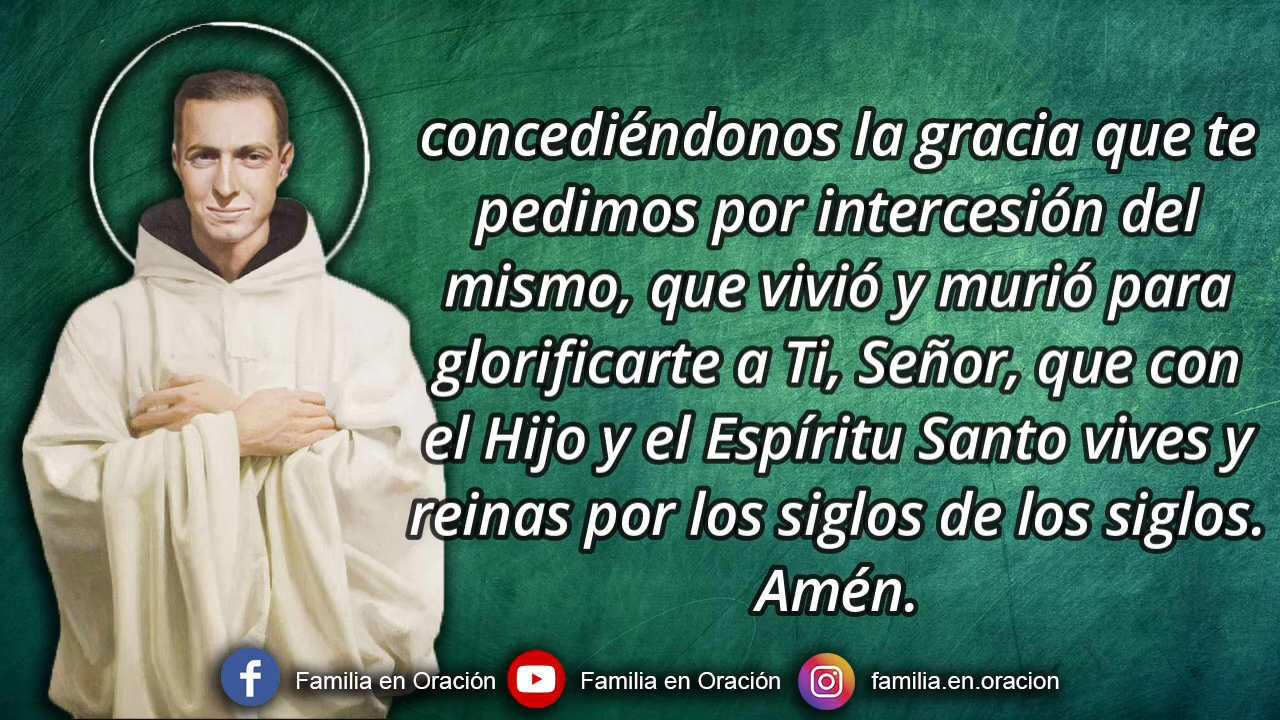 concediéndonos la gracia que te
pedimos por intercesión del
mismo, que vivió y murió para
glorificarte a Ti, Señor, que con
el Hijo y el Espíritu Santo vives y
reinas por los siglos de los siglos.
Amén.
Familia en Oración Familia en Oración familia.en.oracion